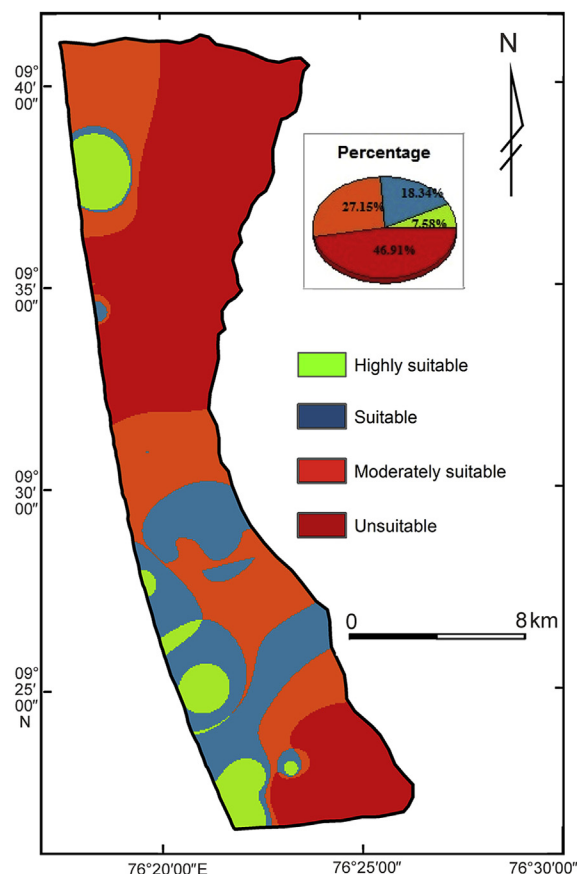 N
09°
40′
00″
Percentage
18.34%
27.15%
7.58%
46.91%
09°
35′
00″
Highly suitable
Suitable
09°
30′
00″
Moderately suitable
Unsuitable
0 8 km
09°
25′
00″
N
76°20′00″E 76°25′00″ 76°30′00″